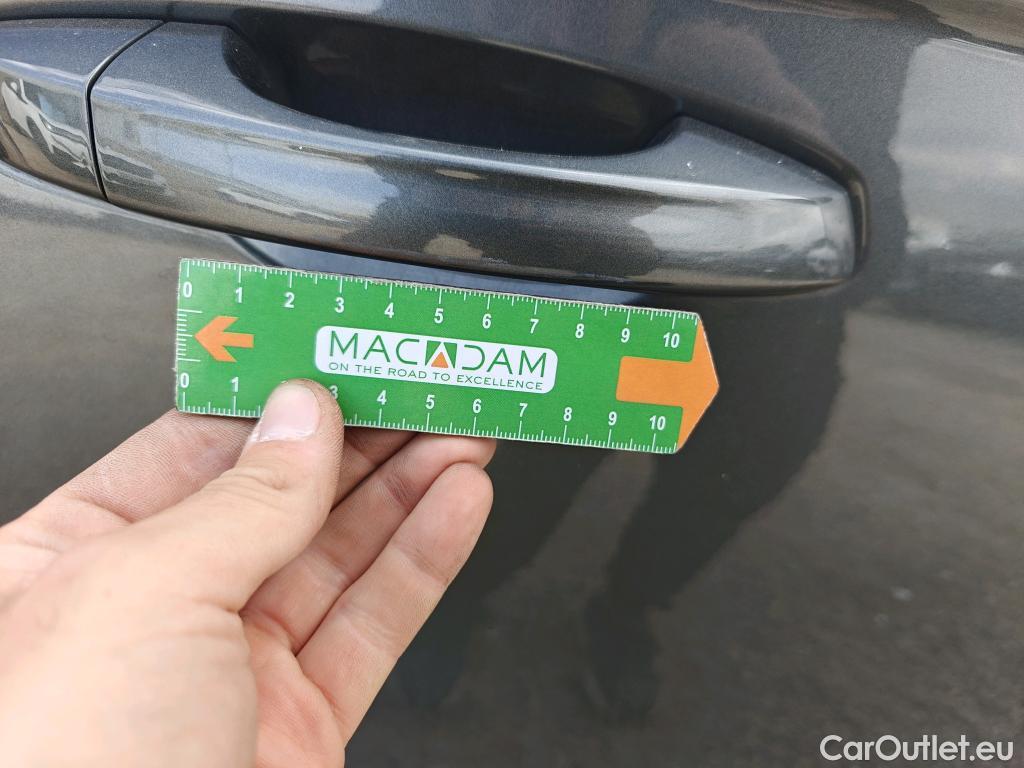 0 1 2 3 4 5 6 7 8 9 10
MACADAM
ON THE ROAD TO EXCELLENCE
0 1 3 4 5 6 7 8 9 10
CarOutlet.eu